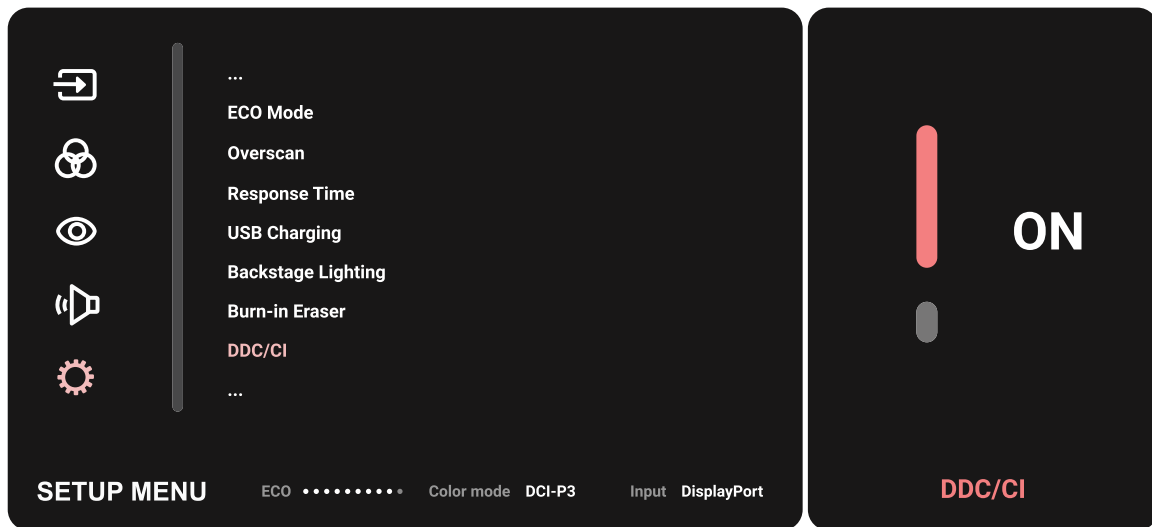 ...
ECO Mode
Overscan
Response Time
USB Charging
Backstage Lighting
Burn-in Eraser
DDC/CI
...
SETUP MENU ECO Color mode DCI-P3 Input DisplayPort
ON
DDC/CI